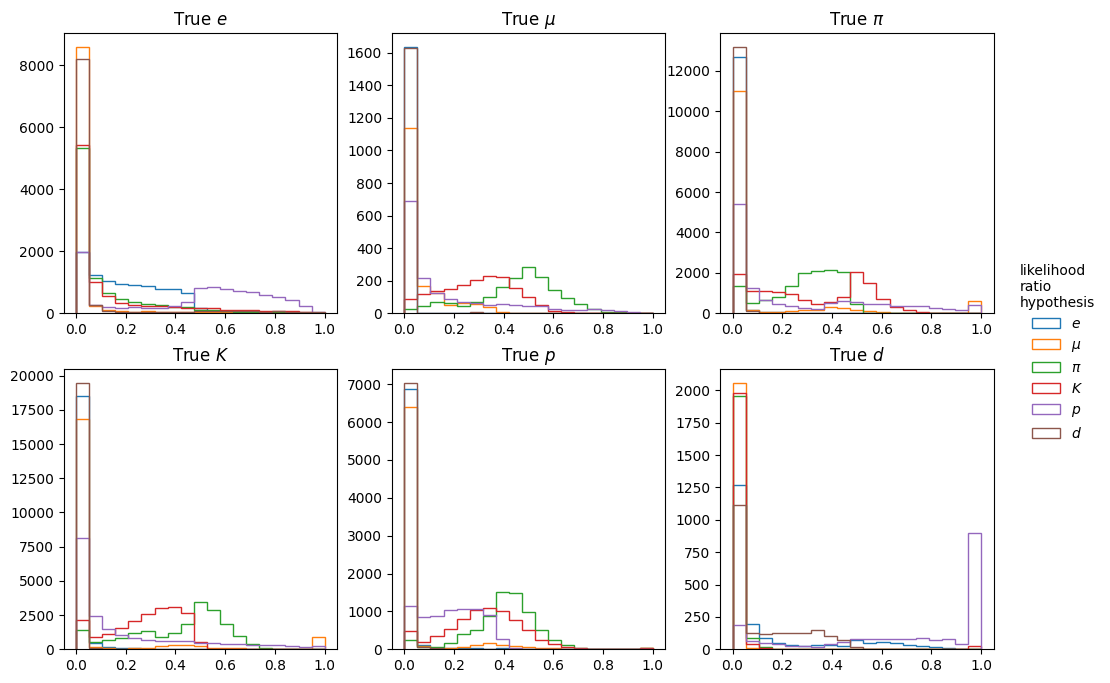 True e
True μ
True π
8000
6000
4000
2000
0
0.0 0.2 0.4 0.6 0.8 1.0
1600
1400
1200
1000
800
600
400
200
0
0.0 0.2 0.4 0.6 0.8 1.0
12000
10000
8000
6000
4000
2000
0
0.0 0.2 0.4 0.6 0.8 1.0
True K
True p
True d
20000
17500
15000
12500
10000
7500
5000
2500
0
0.0 0.2 0.4 0.6 0.8 1.0
7000
6000
5000
4000
3000
2000
1000
0
0.0 0.2 0.4 0.6 0.8 1.0
2000
1750
1500
1250
1000
750
500
250
0
0.0 0.2 0.4 0.6 0.8 1.0
likelihood
ratio
hypothesis
e
μ
π
K
p
d